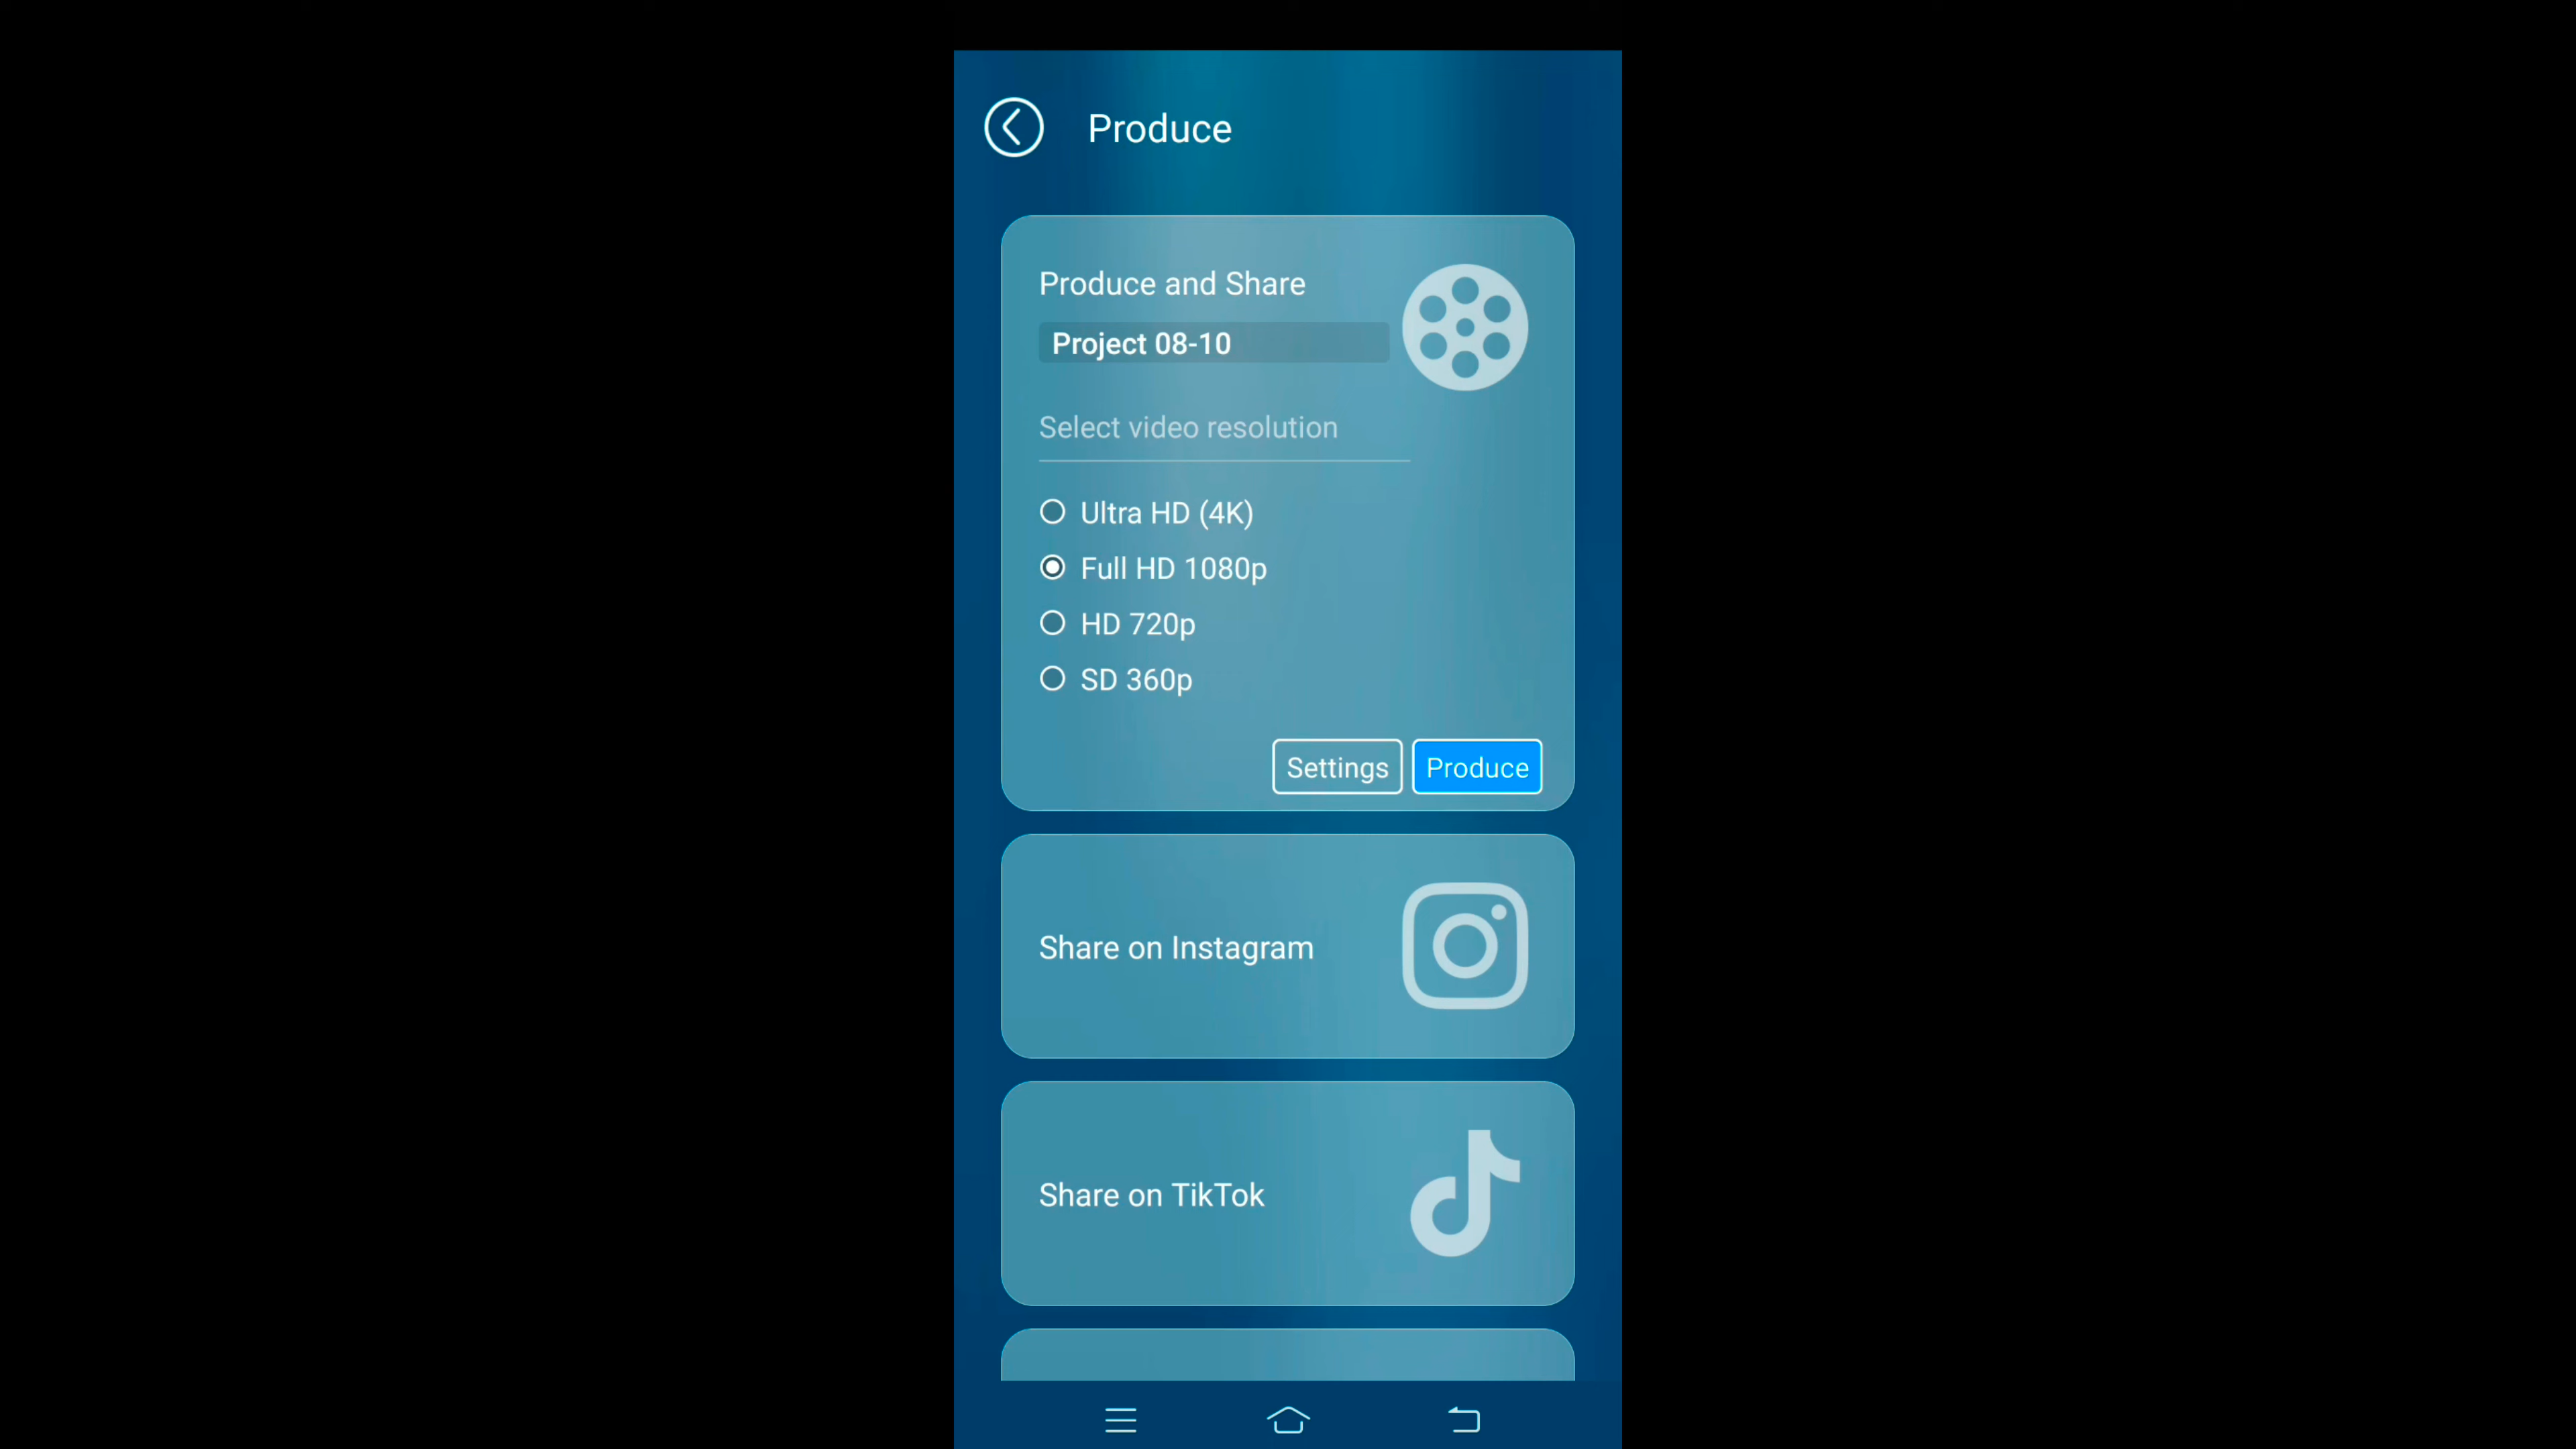 Produce
Produce and Share
Project 08-10
Select video resolution
Ultra HD (4K)
Full HD 1080p
HD 720p
SD 360p
Settings
Produce
Share on Instagram
Share on TikTok